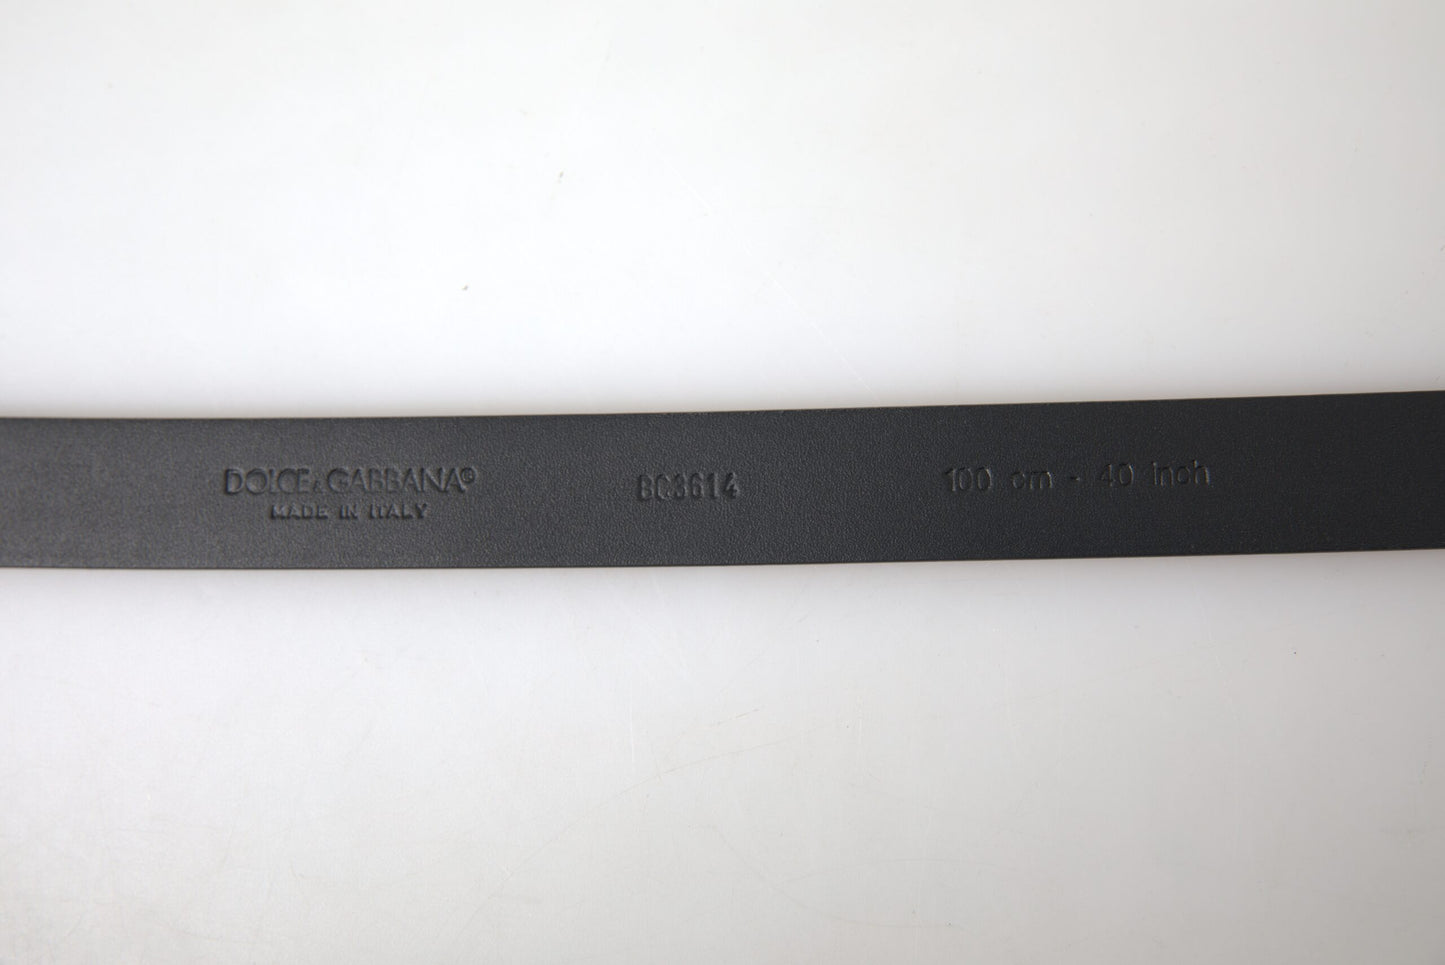 DOLCE&GABBANA®
MADE IN ITALY
BC3614
100 cm - 40 inch